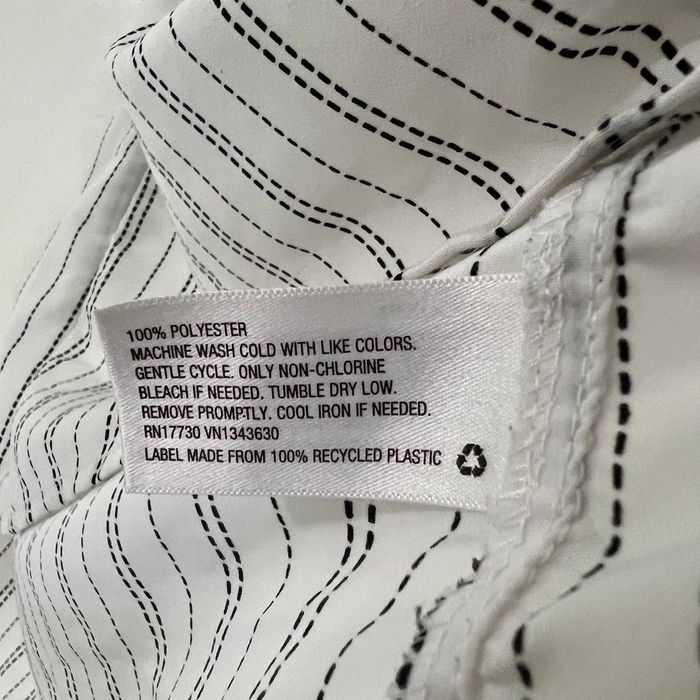 100% POLYESTER
MACHINE WASH COLD WITH LIKE COLORS.
GENTLE CYCLE. ONLY NON-CHLORINE
BLEACH IF NEEDED. TUMBLE DRY LOW.
REMOVE PROMPTLY. COOL IRON IF NEEDED.
RN17730 VN1343630
LABEL MADE FROM 100% RECYCLED PLASTIC